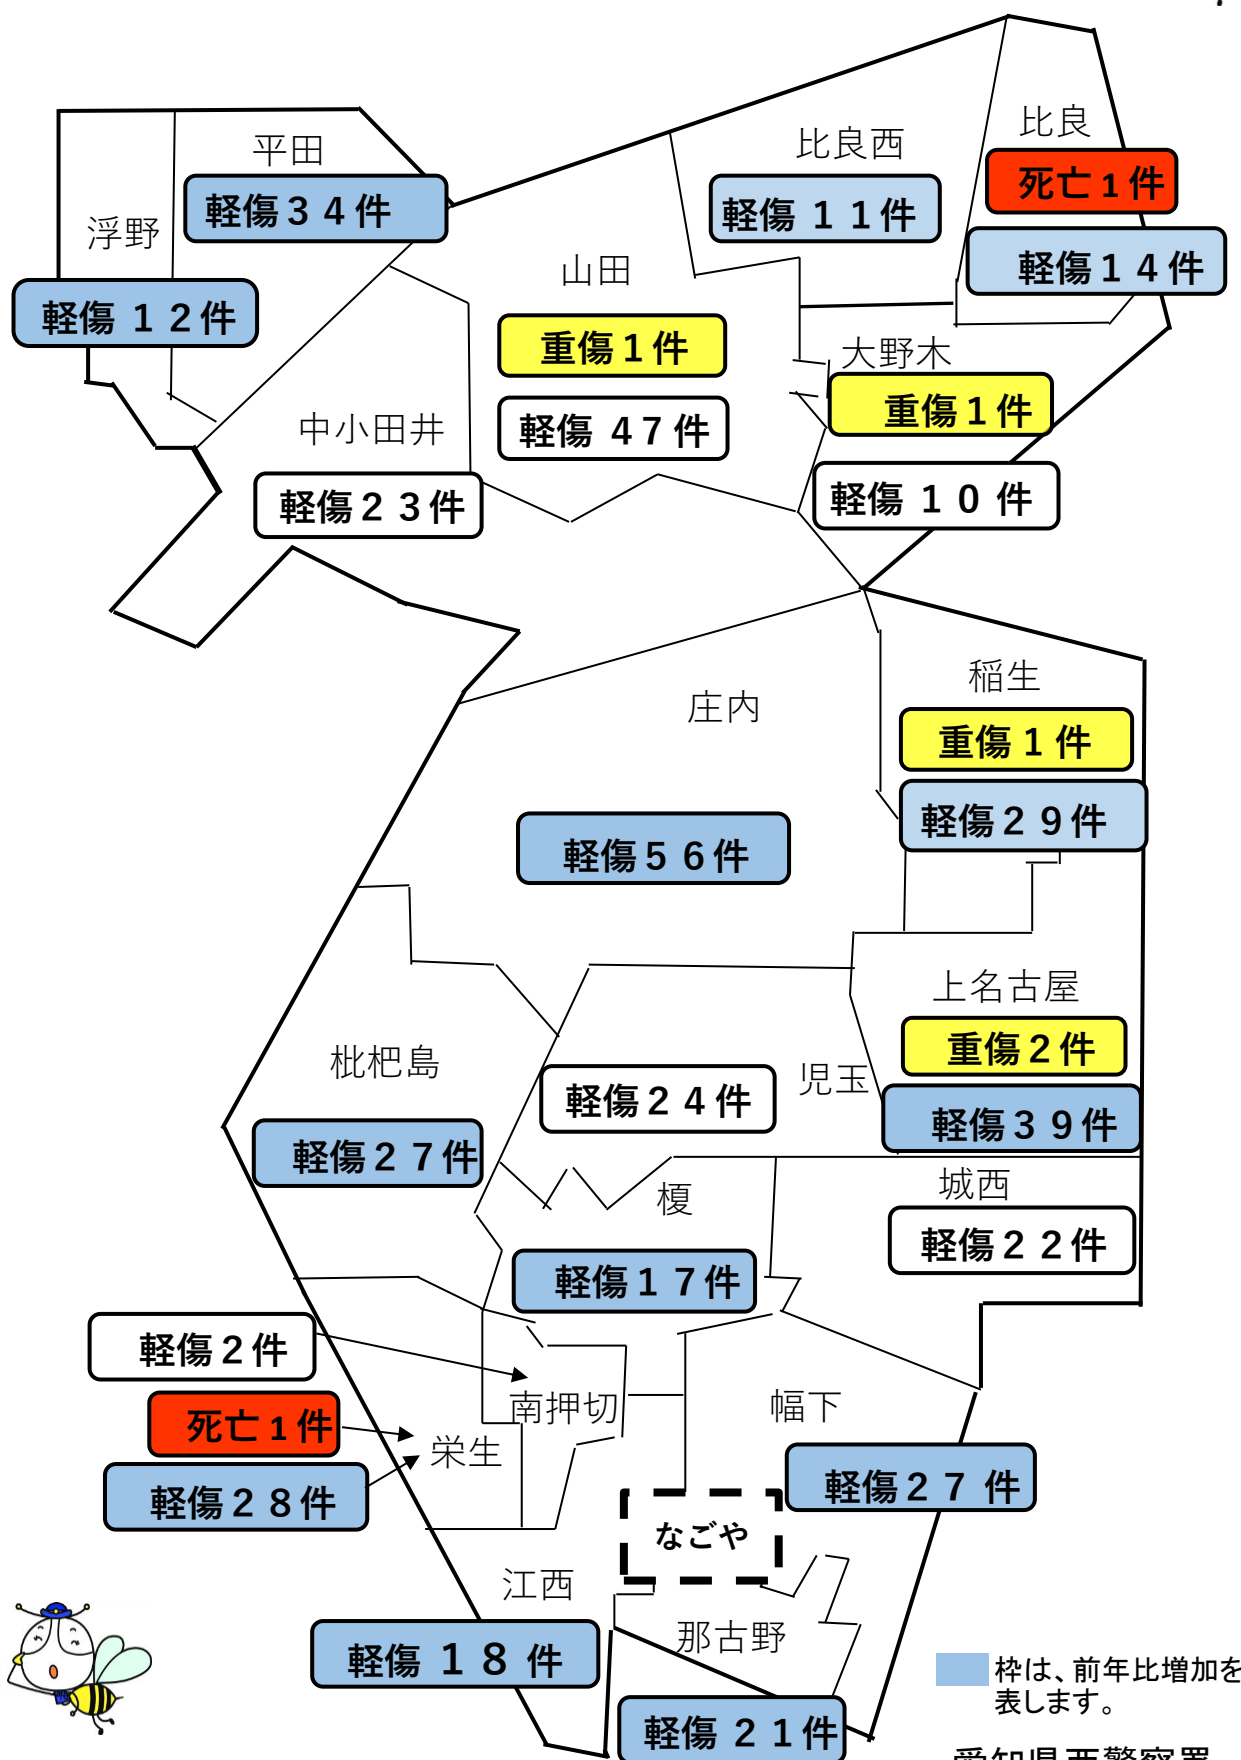 比良
平田
比良西
死亡１件
軽傷３４件
軽傷 １１件
浮野
軽傷１４件
山田
軽傷 １２件
重傷１件
大野木
重傷１件
軽傷 ４７件
中小田井
軽傷２３件
軽傷 １０ 件
稲生
庄内
重傷１件
軽傷２９件
軽傷５６件
上名古屋
重傷２件
枇杷島
児玉
軽傷２４件
軽傷３９件
軽傷２７件
城西
榎
軽傷２２件
軽傷１７件
軽傷２件
南押切
幅下
死亡１件
栄生
軽傷２８件
軽傷２７ 件
なごや
江西
那古野
軽傷 １８ 件
枠は、前年比増加を
表します。
軽傷 ２１件
愛知県西警察署